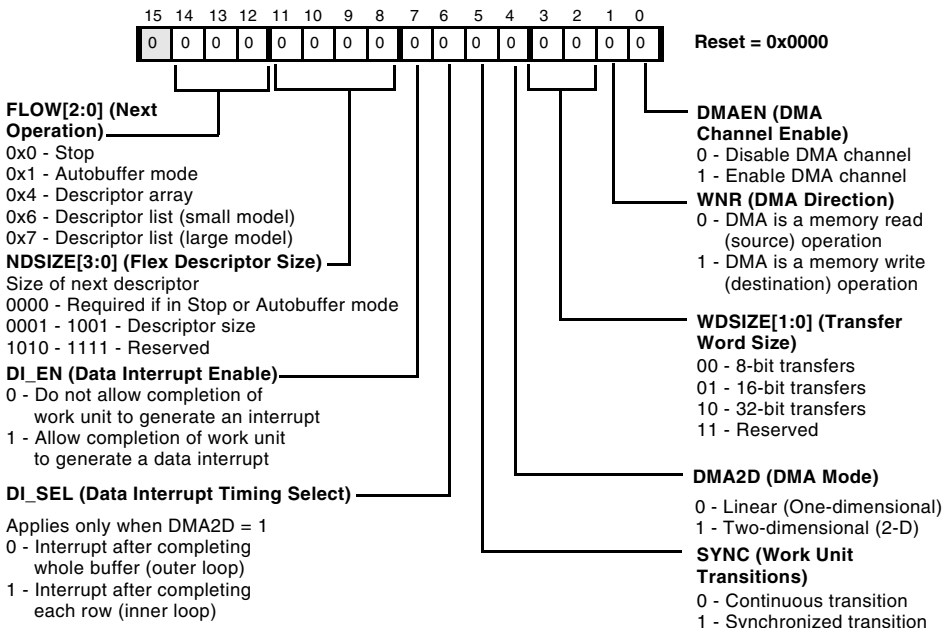 15 14 13 12 11 10 9 8 7 6 5 4 3 2 1 0
0 0 0 0 0 0 0 0 0 0 0 0 0 0 0 0
Reset = 0x0000
FLOW[2:0] (Next
Operation)
0x0 - Stop
0x1 - Autobuffer mode
0x4 - Descriptor array
0x6 - Descriptor list (small model)
0x7 - Descriptor list (large model)
NDSIZE[3:0] (Flex Descriptor Size)
Size of next descriptor
0000 - Required if in Stop or Autobuffer mode
0001 - 1001 - Descriptor size
1010 - 1111 - Reserved
DI_EN (Data Interrupt Enable)
0 - Do not allow completion of
work unit to generate an interrupt
1 - Allow completion of work unit
to generate a data interrupt
DI_SEL (Data Interrupt Timing Select)
Applies only when DMA2D = 1
0 - Interrupt after completing
whole buffer (outer loop)
1 - Interrupt after completing
each row (inner loop)
DMAEN (DMA
Channel Enable)
0 - Disable DMA channel
1 - Enable DMA channel
WNR (DMA Direction)
0 - DMA is a memory read
(source) operation
1 - DMA is a memory write
(destination) operation
WDSIZE[1:0] (Transfer
Word Size)
00 - 8-bit transfers
01 - 16-bit transfers
10 - 32-bit transfers
11 - Reserved
DMA2D (DMA Mode)
0 - Linear (One-dimensional)
1 - Two-dimensional (2-D)
SYNC (Work Unit
Transitions)
0 - Continuous transition
1 - Synchronized transition